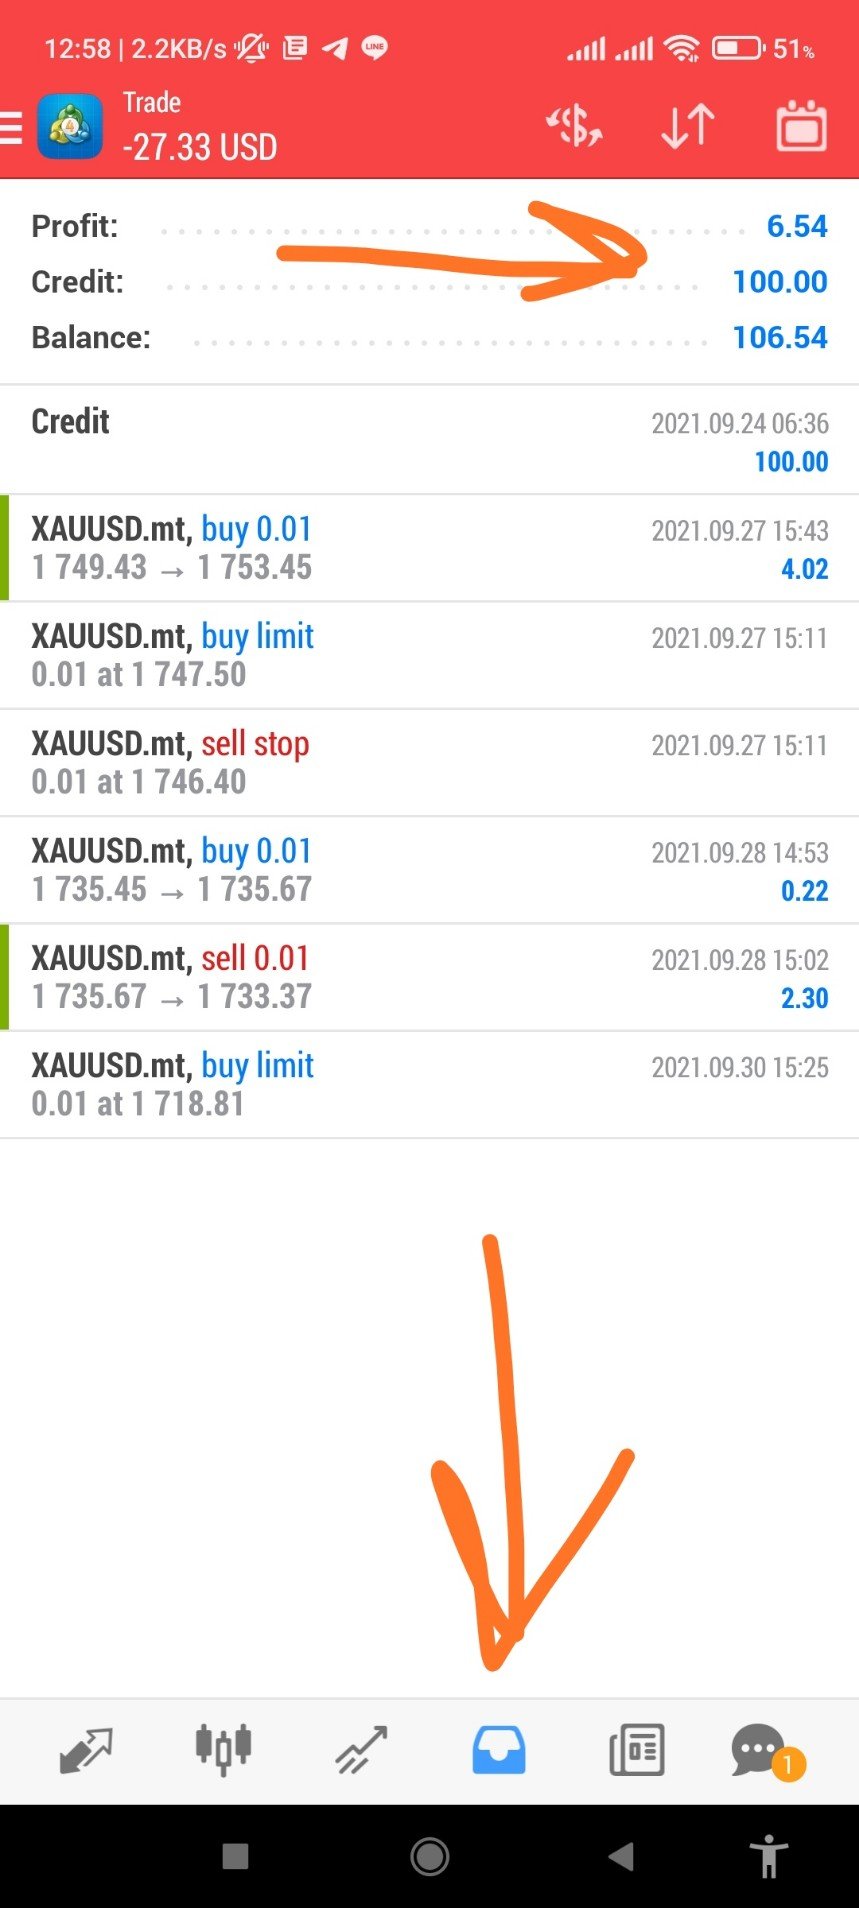 12:58 | 2.2KB/s LINE 51%
4 Trade
-27.33 USD
Profit: 6.54
Credit: 100.00
Balance: 106.54
Credit 2021.09.24 06:36
100.00
XAUUSD.mt, buy 0.01 2021.09.27 15:43
1 749.43 → 1 753.45 4.02
XAUUSD.mt, buy limit 2021.09.27 15:11
0.01 at 1 747.50
XAUUSD.mt, sell stop 2021.09.27 15:11
0.01 at 1 746.40
XAUUSD.mt, buy 0.01 2021.09.28 14:53
1 735.45 → 1 735.67 0.22
XAUUSD.mt, sell 0.01 2021.09.28 15:02
1 735.67 → 1 733.37 2.30
XAUUSD.mt, buy limit 2021.09.30 15:25
0.01 at 1 718.81
1